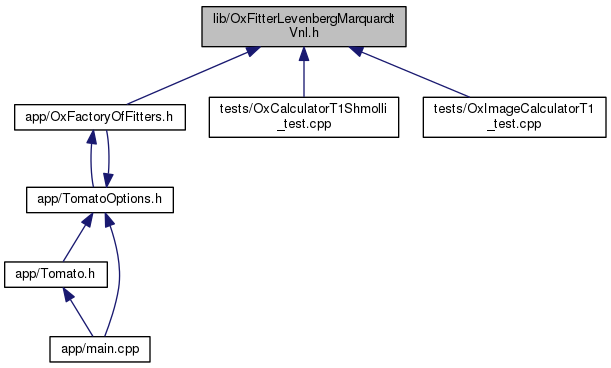 lib/OxFitterLevenbergMarquardt
Vnl.h
app/OxFactoryOfFitters.h
tests/OxCalculatorT1Shmolli
_test.cpp
tests/OxImageCalculatorT1
_test.cpp
app/TomatoOptions.h
app/Tomato.h
app/main.cpp